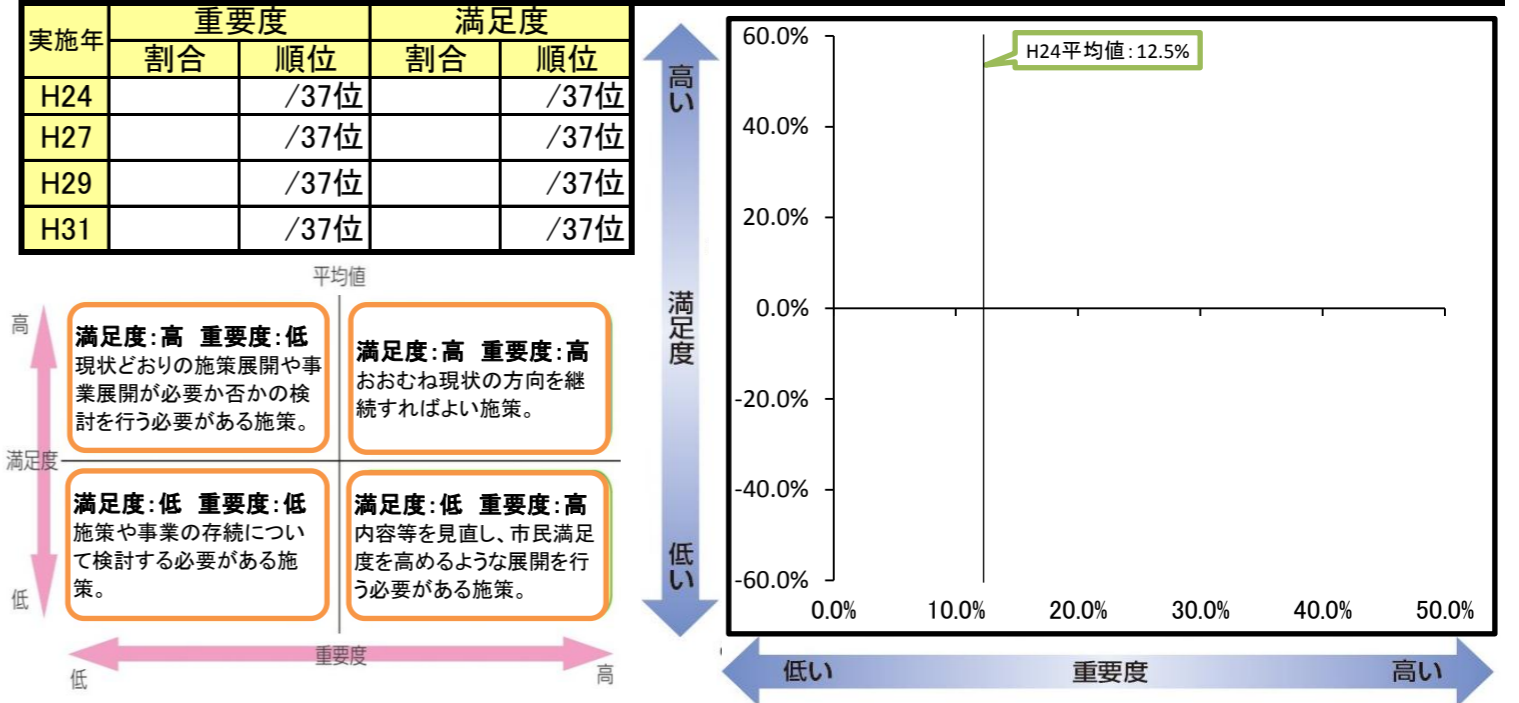 実施年 重要度 満足度
割合 順位 割合 順位
H24 /37位 /37位
H27 /37位 /37位
H29 /37位 /37位
H31 /37位 /37位
平均値
高
満足度
低
満足度：高 重要度：低
現状どおりの施策展開や事
業展開が必要か否かの検
討を行う必要がある施策。
満足度：高 重要度：高
おおむね現状の方向を継
続すればよい施策。
満足度：低 重要度：低
施策や事業の存続につい
て検討する必要がある施
策。
満足度：低 重要度：高
内容等を見直し、市民満足
度を高めるような展開を行
う必要がある施策。
低 重要度 高
高い
満足度
低い
H24平均値：12.5%
60.0%
40.0%
20.0%
0.0%
-20.0%
-40.0%
-60.0%
0.0% 10.0% 20.0% 30.0% 40.0% 50.0%
低い 重要度 高い